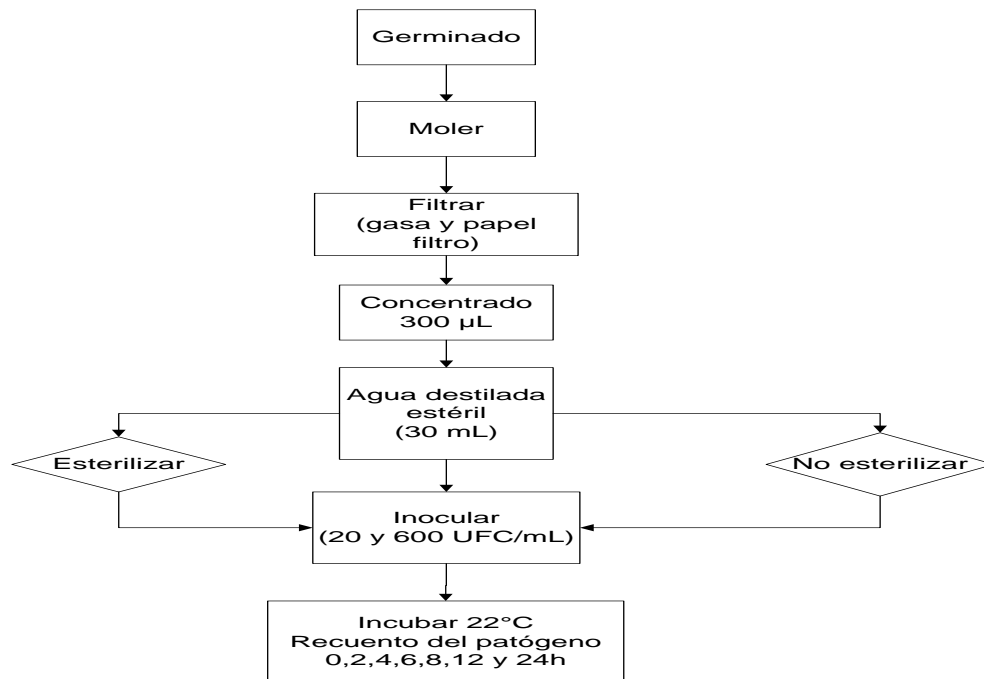 Germinado
Moler
Filtrar
(gasa y papel
filtro)
Concentrado
300 µL
Agua destilada
estéril
(30 mL)
Esterilizar
No esterilizar
Inocular
(20 y 600 UFC/mL)
Incubar 22°C
Recuento del patógeno
0,2,4,6,8,12 y 24h